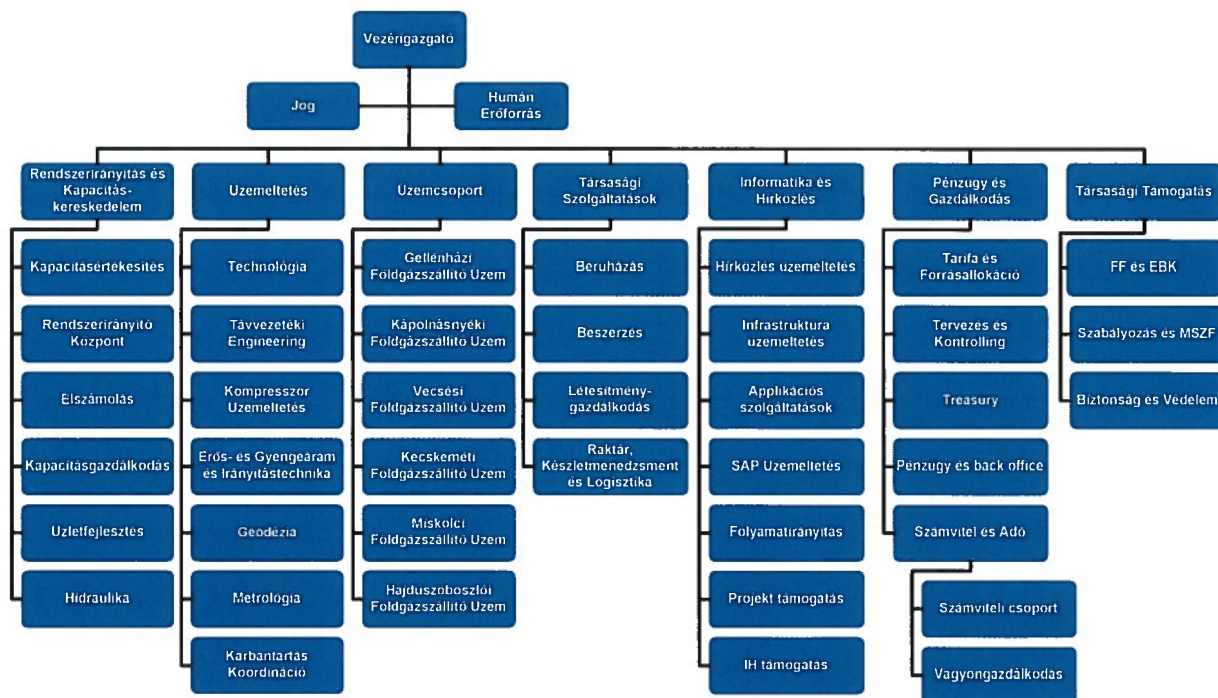 Vezérigazgató
Jog
Humán
Erőforrás
Rendszerirányítás és
Kapacitás-
kereskedelem
Üzemeltetés
Üzemcsoport
Társasági
Szolgáltatások
Informatika és
Hírközlés
Pénzügy és
Gazdálkodás
Társasági Támogatás
Kapacitásértékesítés
Rendszerirányító
Központ
Elszámolás
Kapacitásgazdálkodás
Üzletfejlesztés
Hidraulika
Technológia
Távvezetéki
Engineering
Kompresszor
Üzemeltetés
Erős- és Gyengeáram
és Irányítástechnika
Geodézia
Metrológia
Karbantartás
Koordináció
Gellénházi
Földgázszállító Üzem
Kápolnásnyéki
Földgázszállító Üzem
Vecsési
Földgázszállító Üzem
Kecskeméti
Földgázszállító Üzem
Miskolci
Földgázszállító Üzem
Hajduszoboszlói
Földgázszállító Üzem
Beruházás
Beszerzés
Létesítmény-
gazdálkodás
Raktár,
Készletmenedzsment
és Logisztika
Hírközlés üzemeltetés
Infrastruktura
üzemeltetés
Applikációs
szolgáltatások
SAP Üzemeltetés
Folyamatirányítás
Projekt támogatás
IH támogatás
Tarifa és
Forrásallokáció
Tervezés és
Kontrolling
Treasury
Pénzügy és back office
Számvitel és Adó
Számviteli csoport
Vagyongazdálkodás
FF és EBK
Szabályozás és MSZF
Biztonság és Védelem